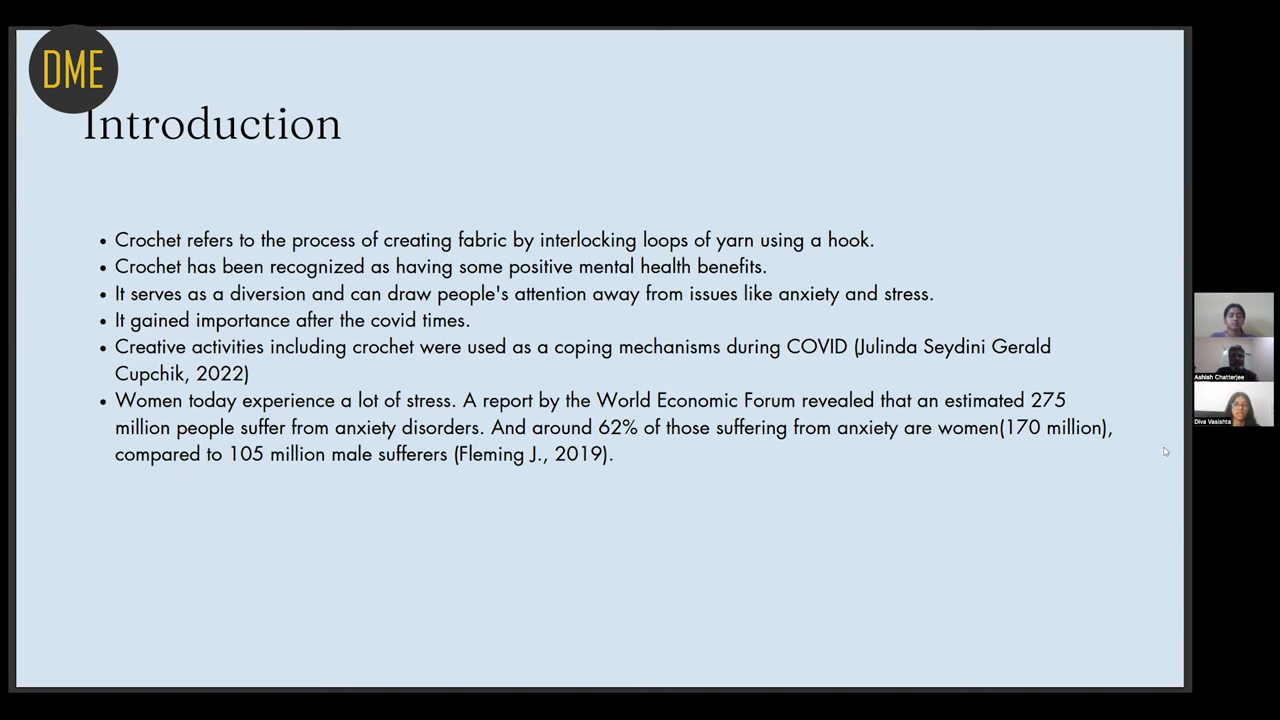 DME
Introduction
• Crochet refers to the process of creating fabric by interlocking loops of yarn using a hook.
• Crochet has been recognized as having some positive mental health benefits.
• It serves as a diversion and can draw people's attention away from issues like anxiety and stress.
• It gained importance after the covid times.
• Creative activities including crochet were used as a coping mechanisms during COVID (Julinda Seydini Gerald
Cupchik, 2022)
• Women today experience a lot of stress. A report by the World Economic Forum revealed that an estimated 275
million people suffer from anxiety disorders. And around 62% of those suffering from anxiety are women(170 million),
compared to 105 million male sufferers (Fleming J., 2019).
Ashish Chatterjee
Diva Vasishta